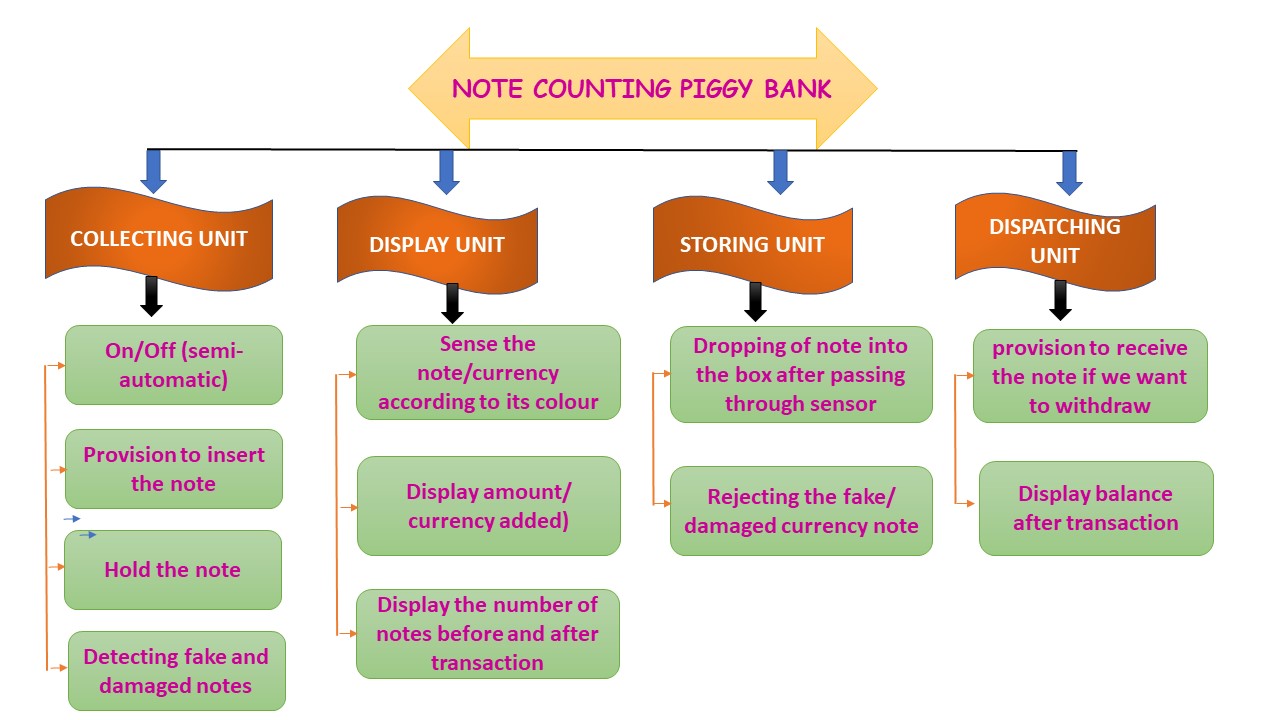 NOTE COUNTING PIGGY BANK
COLLECTING UNIT
On/Off (semi-
automatic)
Provision to insert
the note
Hold the note
Detecting fake and
damaged notes
DISPLAY UNIT
Sense the
note/currency
according to its colour
Display amount/
currency added)
Display the number of
notes before and after
transaction
STORING UNIT
Dropping of note into
the box after passing
through sensor
Rejecting the fake/
damaged currency note
DISPATCHING
UNIT
provision to receive
the note if we want
to withdraw
Display balance
after transaction